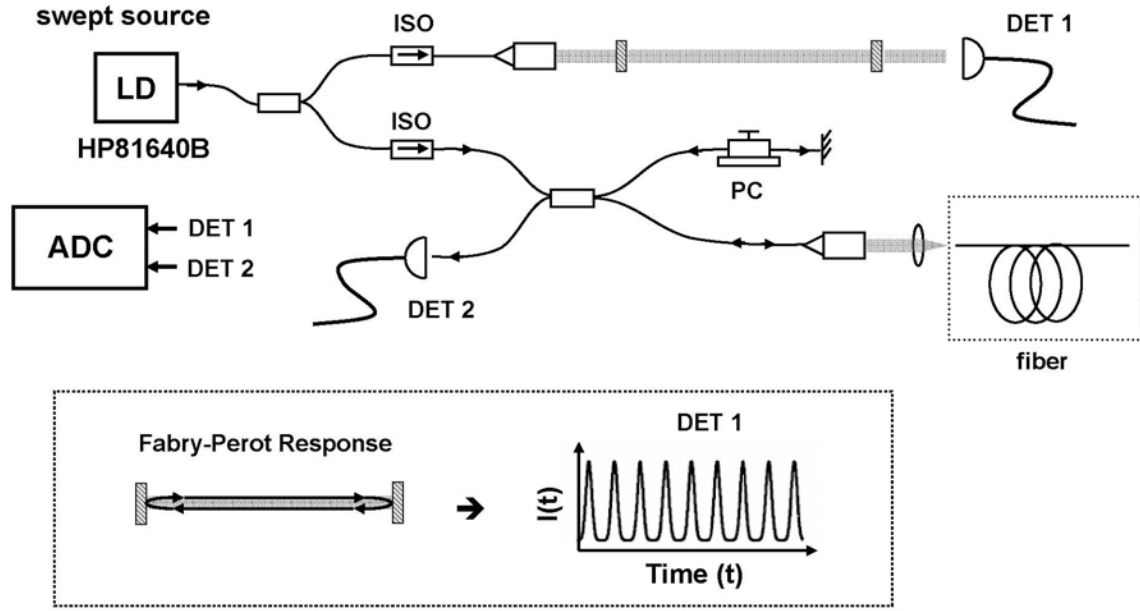 swept source
ISO
DET 1
LD
HP81640B
ISO
PC
ADC
DET 1
DET 2
DET 2
fiber
Fabry-Perot Response
DET 1
I(t)
Time (t)